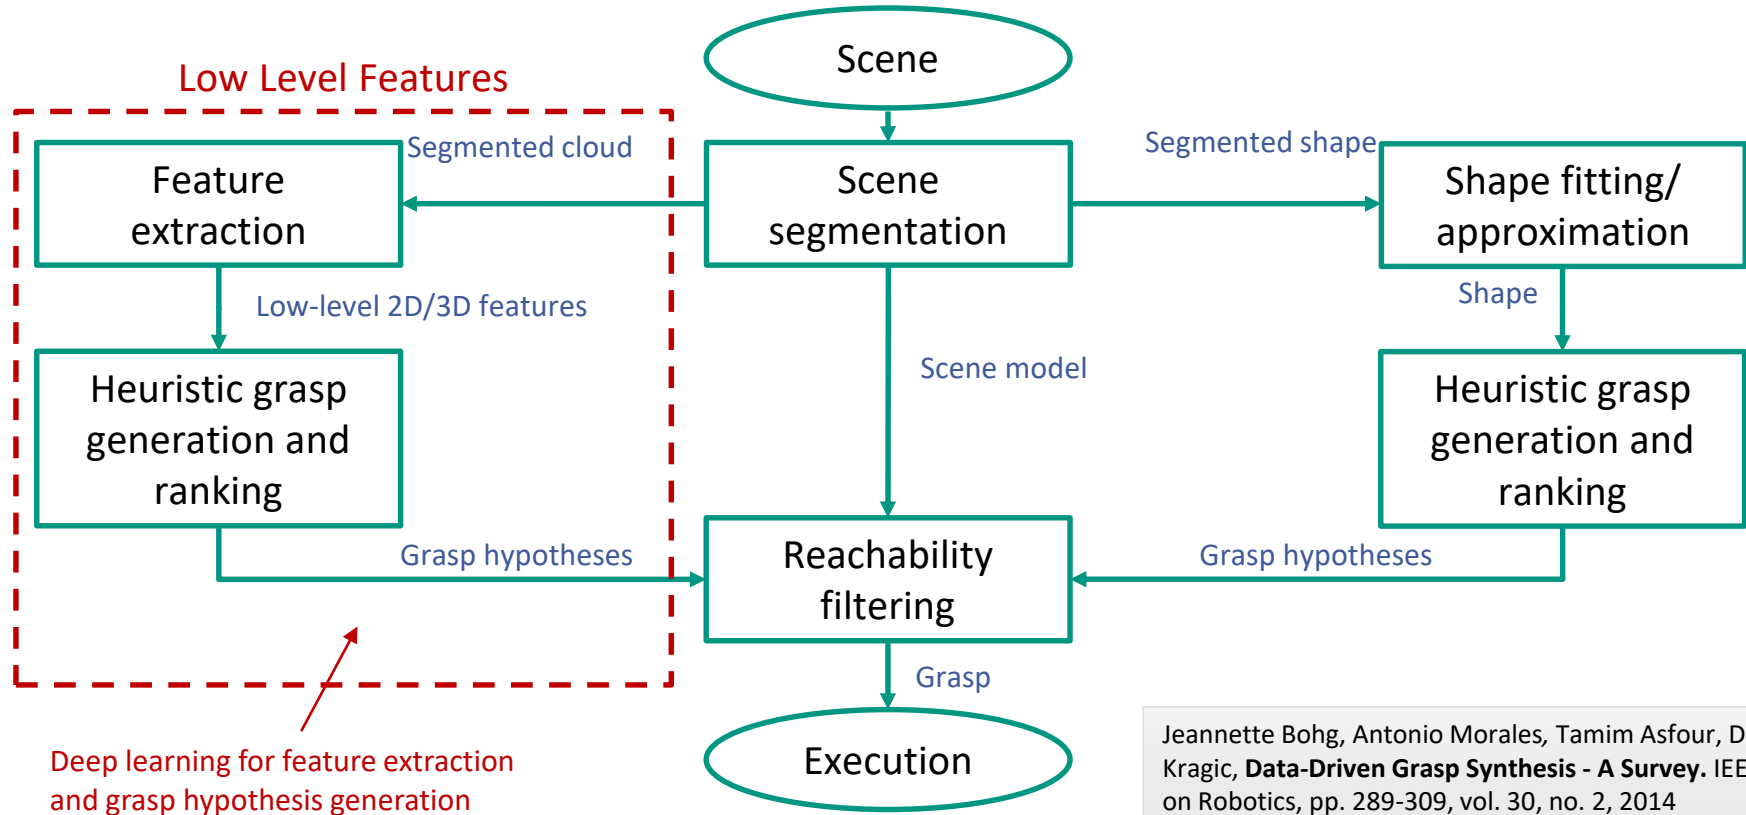 Scene
Low Level Features
Segmented cloud
Segmented shape
Feature
extraction
Scene
segmentation
Shape fitting/
approximation
Low-level 2D/3D features
Shape
Heuristic grasp
generation and
ranking
Scene model
Heuristic grasp
generation and
ranking
Grasp hypotheses
Reachability
filtering
Grasp hypotheses
Grasp
Execution
Deep learning for feature extraction
and grasp hypothesis generation
Jeannette Bohg, Antonio Morales, Tamim Asfour, D
Kragic, Data-Driven Grasp Synthesis - A Survey. IEE
on Robotics, pp. 289-309, vol. 30, no. 2, 2014